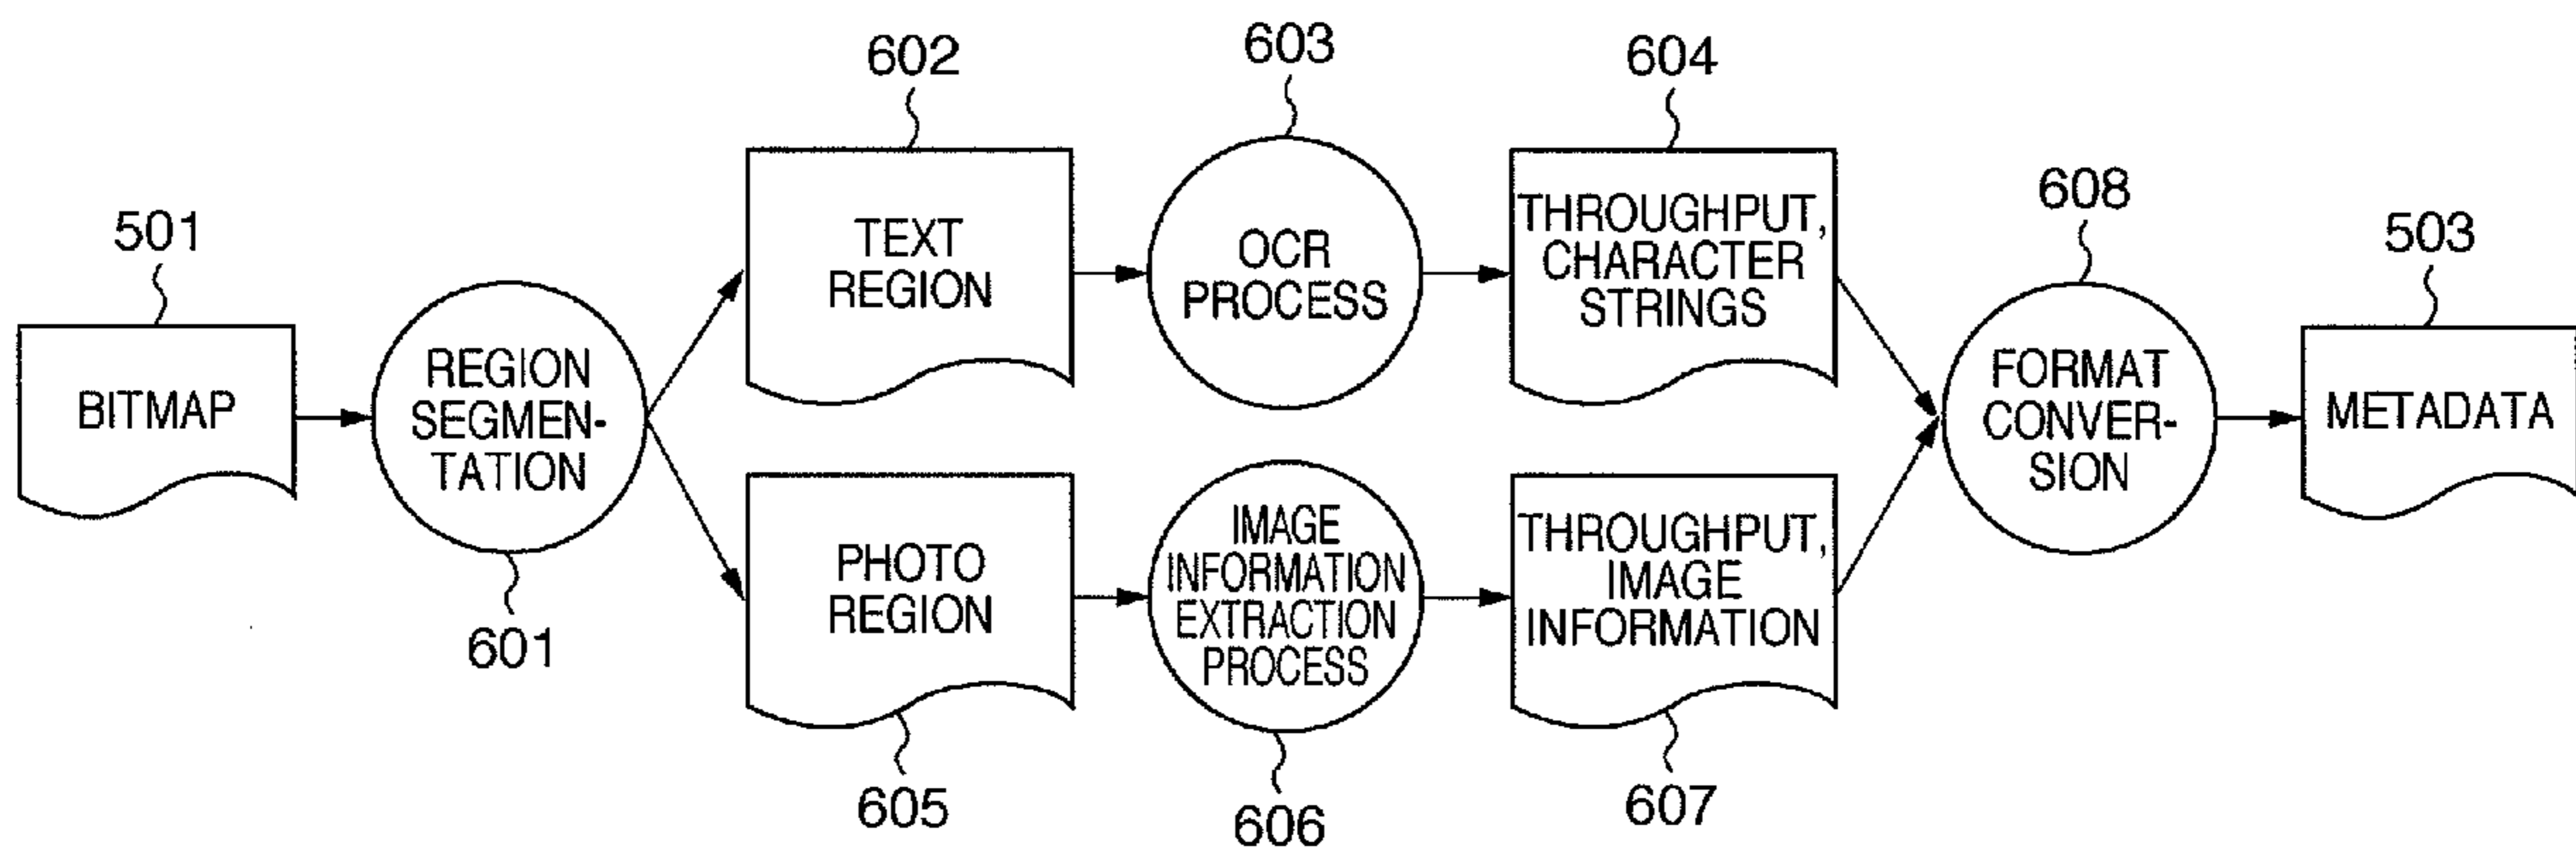 501
BITMAP
REGION
SEGMEN-
TATION
601
602
TEXT
REGION
603
OCR
PROCESS
604
THROUGHPUT,
CHARACTER
STRINGS
605
PHOTO
REGION
606
IMAGE
INFORMATION
EXTRACTION
PROCESS
607
THROUGHPUT,
IMAGE
INFORMATION
608
FORMAT
CONVER-
SION
503
METADATA